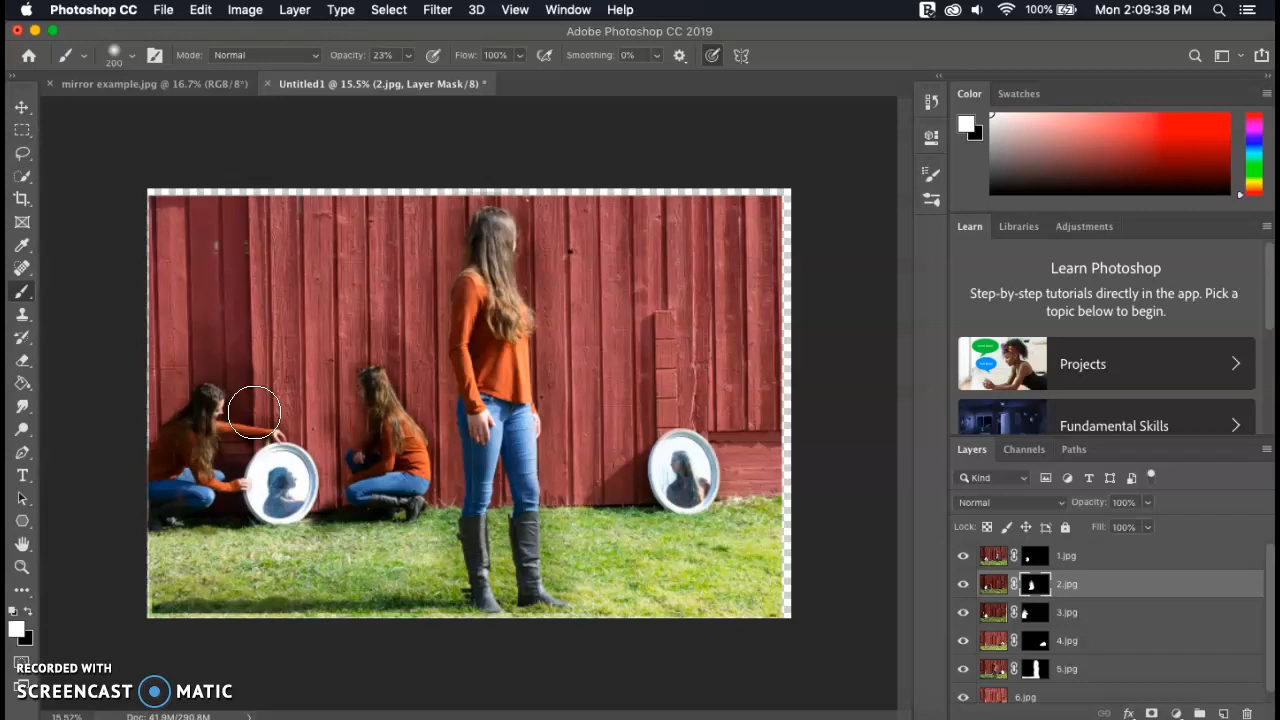 Photoshop CC File Edit Image Layer Type Select Filter 3D View Window Help 100% Mon 2:09:38 PM
Adobe Photoshop CC 2019
200 Mode: Normal Opacity: 23% Flow: 100% Smoothing: 0%
× mirror example.jpg @ 16.7% (RGB/8*) × Untitled1 @ 15.5% (2.jpg, Layer Mask/8) *
Color Swatches
Learn Libraries Adjustments
Learn Photoshop
Step-by-step tutorials directly in the app. Pick a
topic below to begin.
Projects
Fundamental Skills
Layers Channels Paths
Kind
Normal Opacity: 100%
Lock: Fill: 100%
1.jpg
2.jpg
3.jpg
4.jpg
5.jpg
6.jpg
RECORDED WITH
SCREENCAST MATIC
15.52% Doc: 41.9M/290.8M